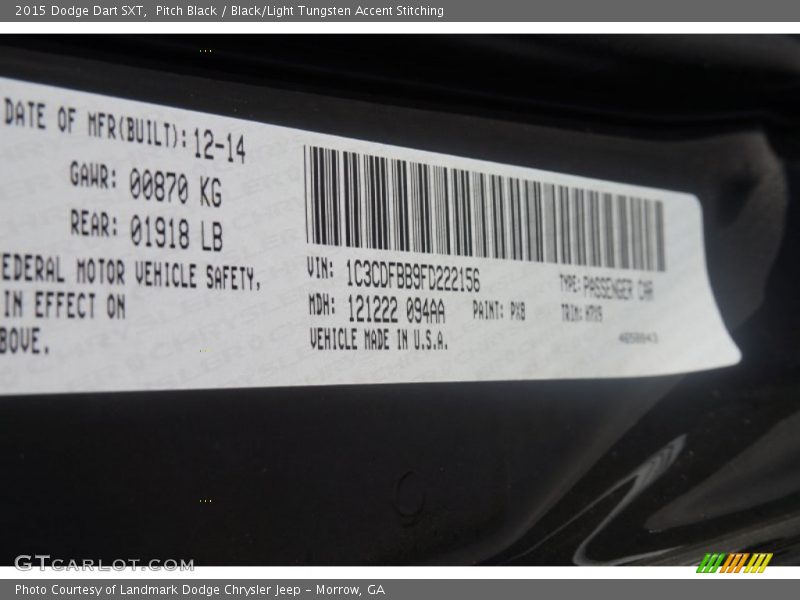 2015 Dodge Dart SXT,  Pitch Black / Black/Light Tungsten Accent Stitching
DATE OF MFR(BUILT): 12-14
GAWR: 00870 KG
REAR: 01918 LB
EDERAL MOTOR VEHICLE SAFETY,
IN EFFECT ON
BOVE.
VIN: 1C3CDFBB9FD222156
TYPE: PASSENGER CAR
MDH: 121222 094AA
PAINT: PX8
TRIM:
VEHICLE MADE IN U.S.A.
GTCARLOT.COM
Photo Courtesy of Landmark Dodge Chrysler Jeep – Morrow, GA